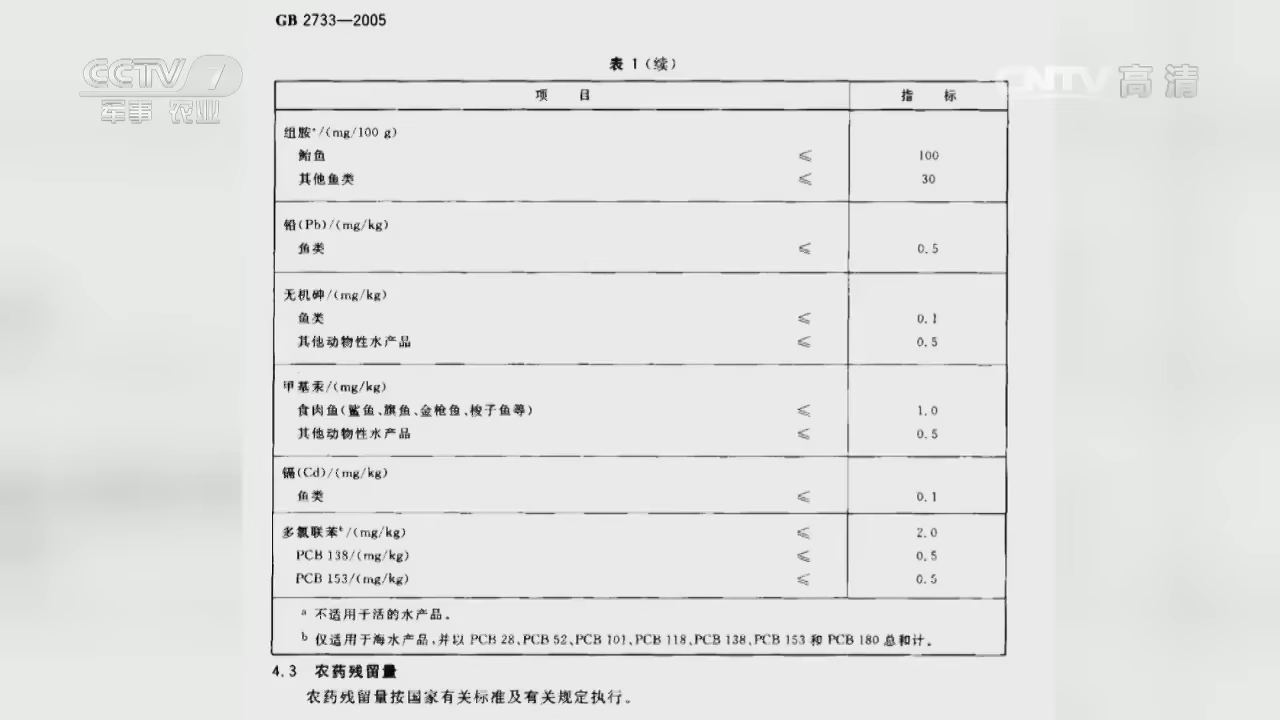 GB 2733—2005
CCTV 7
军事 农业
CNTV 高清
表 1（续）
项 目 指 标
组胺ᵃ/(mg/100 g)
鲐鱼 ≤ 100
其他鱼类 ≤ 30
铅(Pb)/(mg/kg)
鱼类 ≤ 0.5
无机砷/(mg/kg)
鱼类 ≤ 0.1
其他动物性水产品 ≤ 0.5
甲基汞/(mg/kg)
食肉鱼(鲨鱼、旗鱼、金枪鱼、梭子鱼等) ≤ 1.0
其他动物性水产品 ≤ 0.5
镉(Cd)/(mg/kg)
鱼类 ≤ 0.1
多氯联苯ᵇ/(mg/kg) ≤ 2.0
PCB 138/(mg/kg) ≤ 0.5
PCB 153/(mg/kg) ≤ 0.5
ᵃ 不适用于活的水产品。
ᵇ 仅适用于海水产品,并以 PCB 28、PCB 52、PCB 101、PCB 118、PCB 138、PCB 153 和 PCB 180 总和计。
4.3 农药残留量
农药残留量按国家有关标准及有关规定执行。